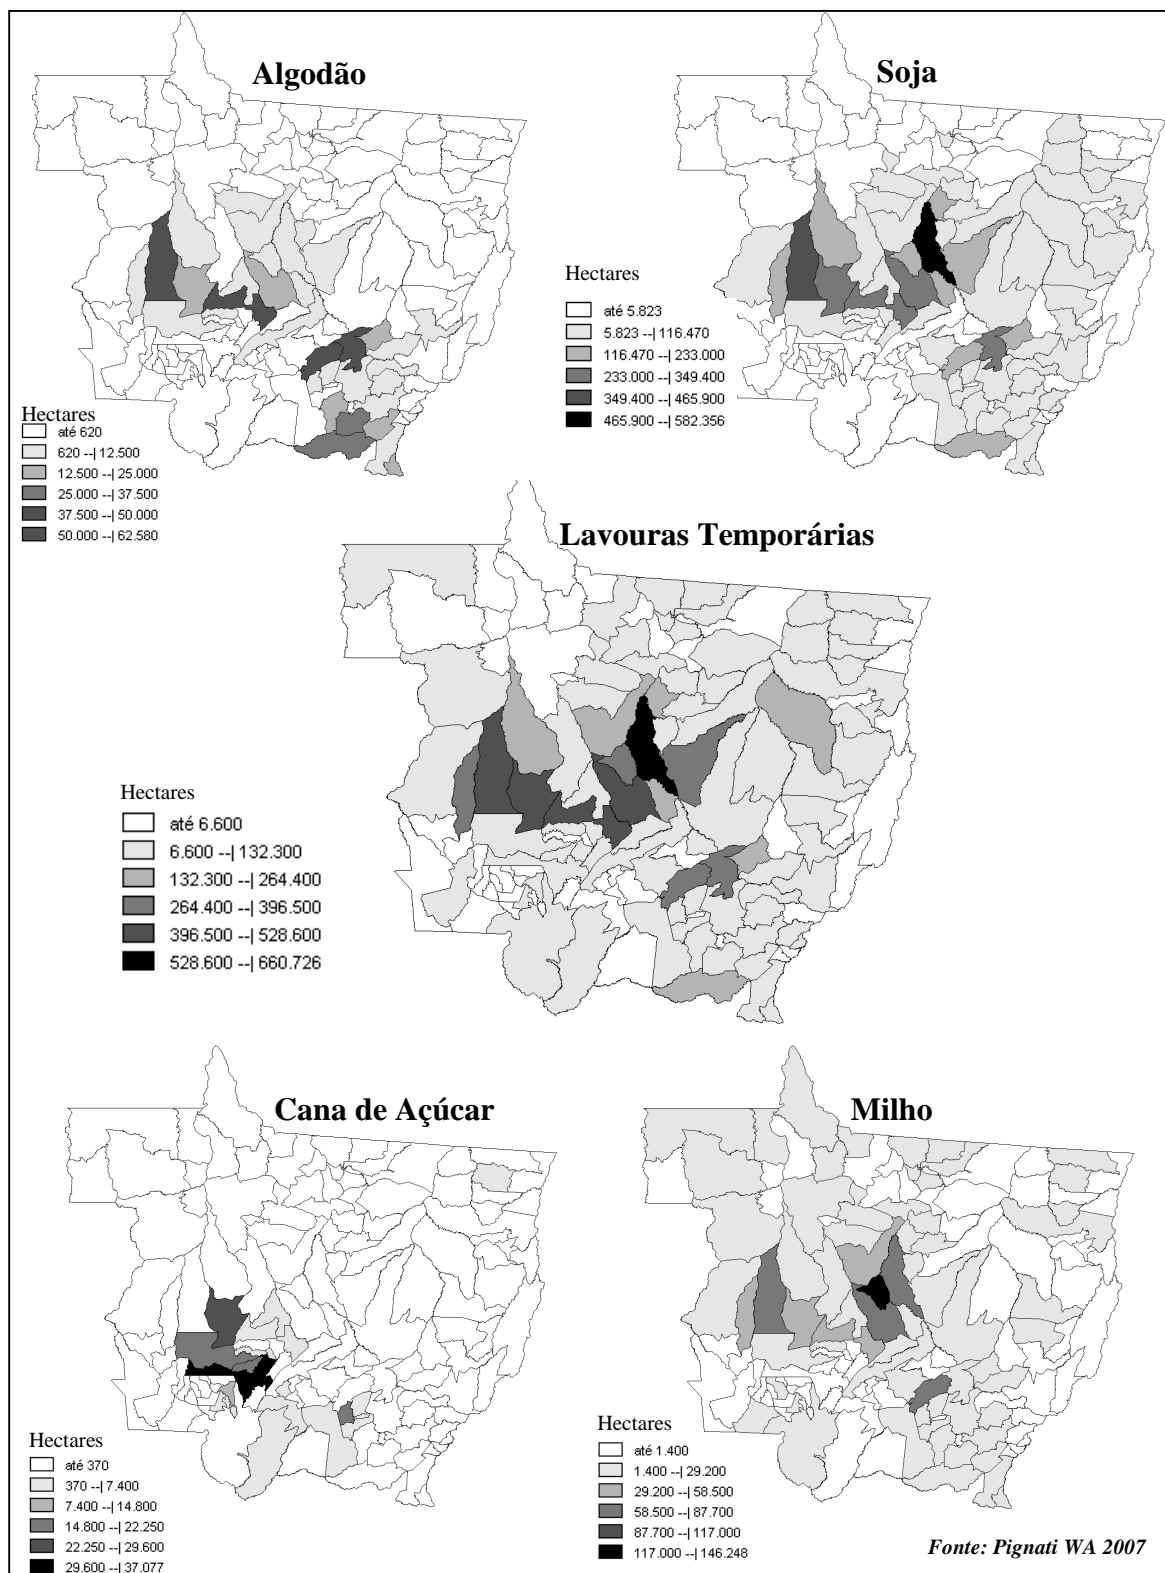 Algodão
Hectares
até 620
620 --| 12.500
12.500 --| 25.000
25.000 --| 37.500
37.500 --| 50.000
50.000 --| 62.580
Soja
Hectares
até 5.823
5.823 --| 116.470
116.470 --| 233.000
233.000 --| 349.400
349.400 --| 465.900
465.900 --| 582.356
Lavouras Temporárias
Hectares
até 6.600
6.600 --| 132.300
132.300 --| 264.400
264.400 --| 396.500
396.500 --| 528.600
528.600 --| 660.726
Cana de Açúcar
Hectares
até 370
370 --| 7.400
7.400 --| 14.800
14.800 --| 22.250
22.250 --| 29.600
29.600 --| 37.077
Milho
Hectares
até 1.400
1.400 --| 29.200
29.200 --| 58.500
58.500 --| 87.700
87.700 --| 117.000
117.000 --| 146.248
Fonte: Pignati WA 2007